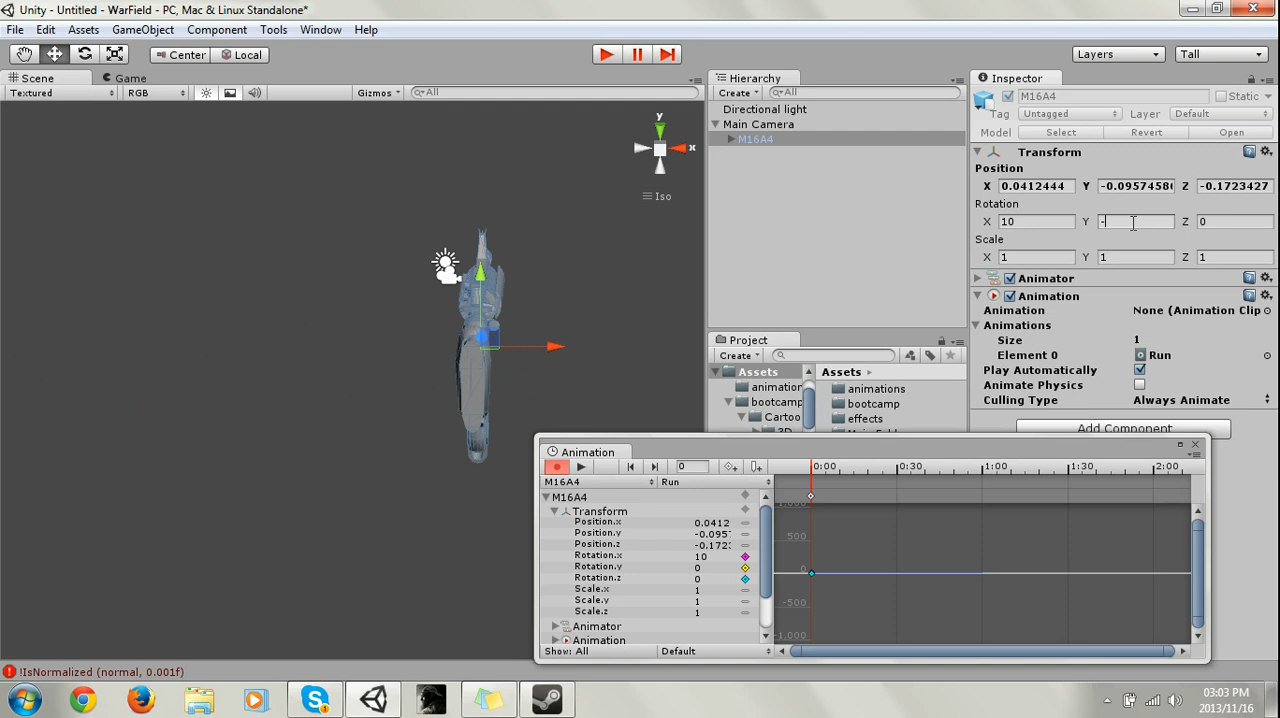 Unity - Untitled - WarField - PC, Mac & Linux Standalone*
File Edit Assets GameObject Component Tools Window Help
Center Local Layers Tall
Scene Game
Textured RGB Gizmos All
y
x
Iso
Hierarchy
Create All
Directional light
Main Camera
M16A4
Project
Create
Assets
animation
bootcamp
Cartoo
Assets
animations
bootcamp
effects
Inspector
M16A4 Static
Tag Untagged Layer Default
Model Select Revert Open
Transform
Position
X 0.0412444 Y -0.0957458 Z -0.1723427
Rotation
X 10 Y - Z 0
Scale
X 1 Y 1 Z 1
Animator
Animation
Animation None (Animation Clip
Animations
Size 1
Element 0 Run
Play Automatically
Animate Physics
Culling Type Always Animate
Add Component
Animation
0 0:00 0:30 1:00 1:30 2:00
M16A4 Run
M16A4
Transform
Position.x 0.0412
Position.y -0.095
Position.z -0.172
Rotation.x 10
Rotation.y 0
Rotation.z 0
Scale.x 1
Scale.y 1
Scale.z 1
Animator
Animation
Show: All Default
500
0
-500
-1,000
!IsNormalized (normal, 0.001f)
03:03 PM
2013/11/16